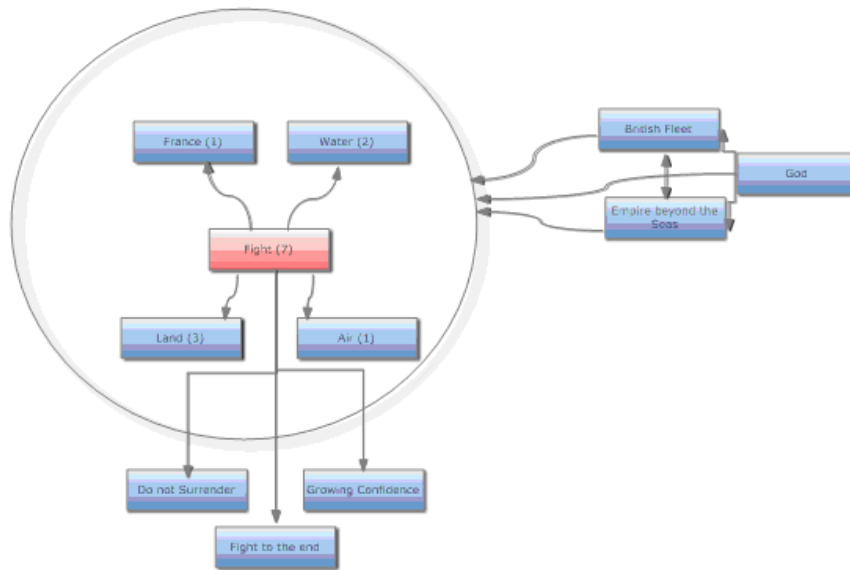 British Fleet
France (1)
Water (2)
God
Empire beyond the
Seas
Fight (7)
Land (3)
Air (1)
Do not Surrender
Growing Confidence
Fight to the end